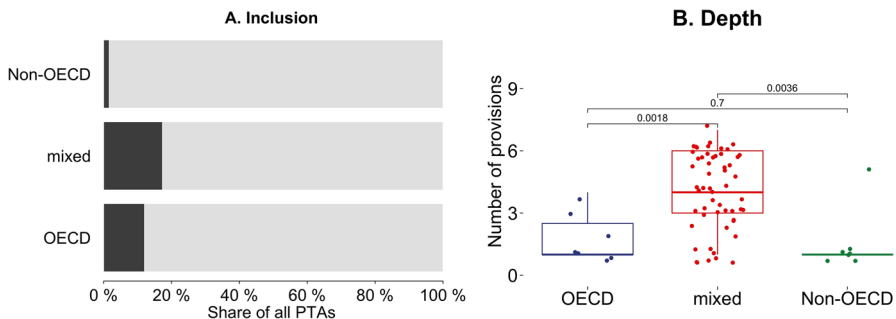 A. Inclusion
Non-OECD
mixed
OECD
0 % 20 % 40 % 60 % 80 % 100 %
Share of all PTAs
B. Depth
Number of provisions
9
6
3
0
0.0036
0.7
0.0018
OECD mixed Non-OECD